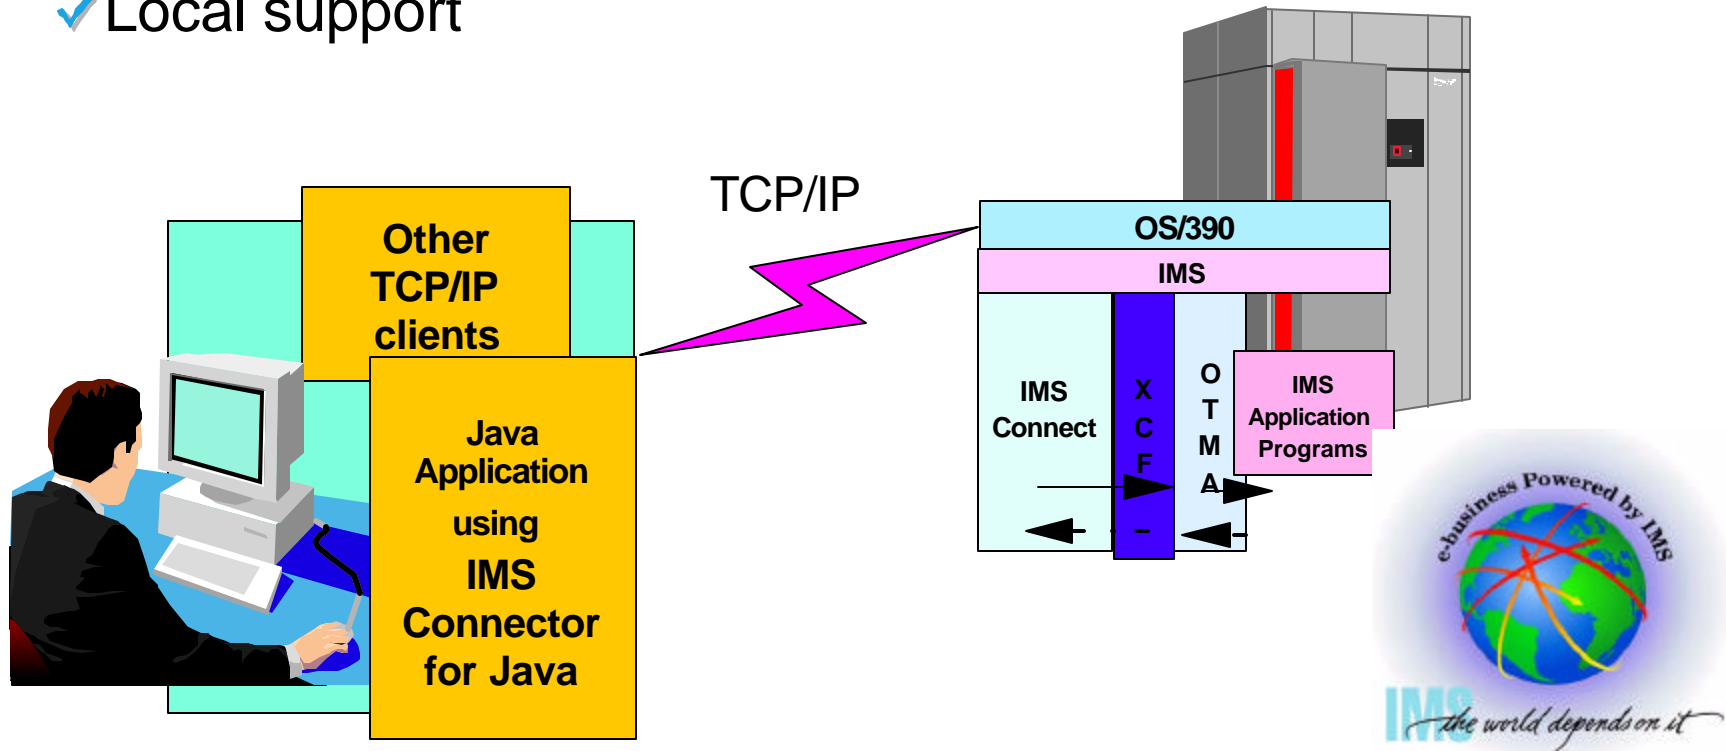 Local support
TCP/IP
Other
TCP/IP
clients
Java
Application
using
IMS
Connector
for Java
OS/390
IMS
IMS
Connect
X
C
F
O
T
M
A
IMS
Application
Programs
e-business Powered by IMS
IMS
the world depends on it